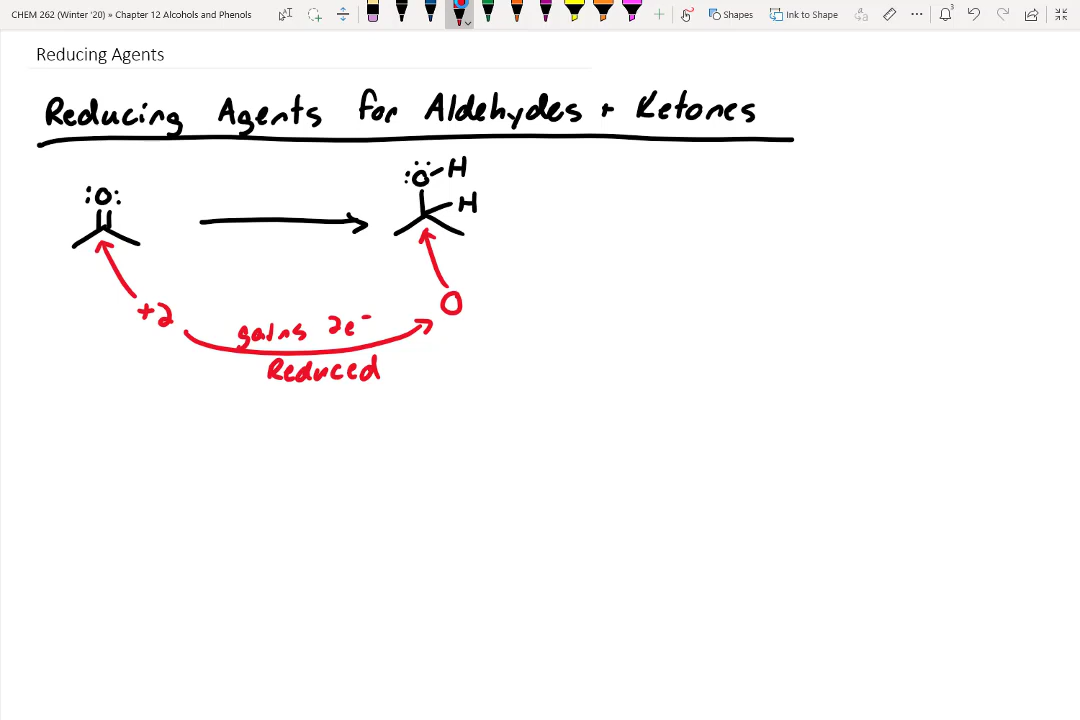 CHEM 262 (Winter '20) » Chapter 12 Alcohols and Phenols
Shapes
Ink to Shape
3
Reducing Agents
Reducing Agents for Aldehydes + Ketones
:O:
:Ö-H
H
+2
O
gains 2e⁻
Reduced